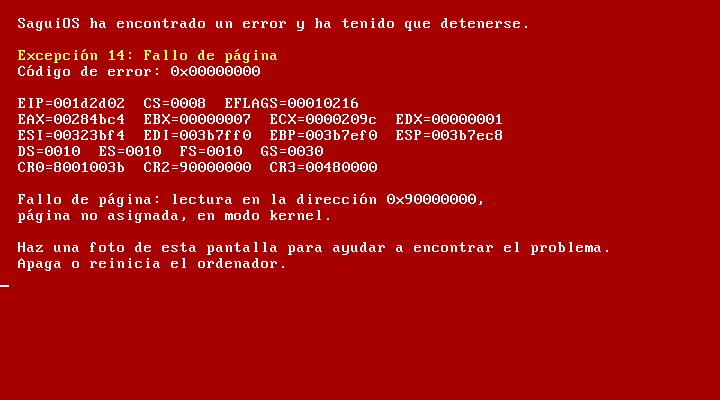 SaguiOS ha encontrado un error y ha tenido que detenerse.
Excepción 14: Fallo de página
Código de error: 0x00000000
EIP=001d2d02  CS=0008  EFLAGS=00010216
EAX=00284bc4  EBX=00000007  ECX=0000209c  EDX=00000001
ESI=00323bf4  EDI=003b7ff0  EBP=003b7ef0  ESP=003b7ec8
DS=0010  ES=0010  FS=0010  GS=0030
CR0=8001003b  CR2=90000000  CR3=00480000
Fallo de página: lectura en la dirección 0x90000000,
página no asignada, en modo kernel.
Haz una foto de esta pantalla para ayudar a encontrar el problema.
Apaga o reinicia el ordenador.